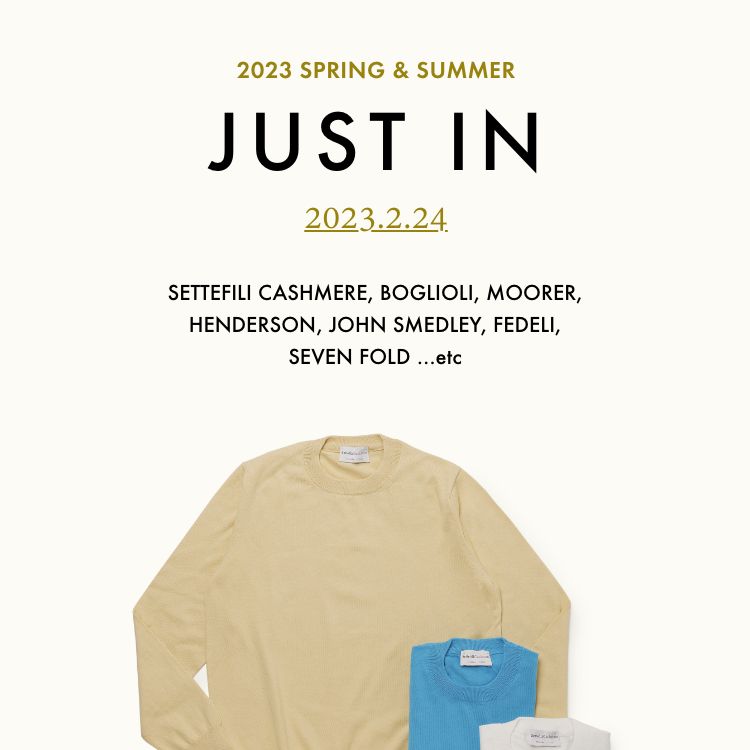 2023 SPRING & SUMMER
JUST IN
2023.2.24
SETTEFILI CASHMERE, BOGLIOLI, MOORER,
HENDERSON, JOHN SMEDLEY, FEDELI,
SEVEN FOLD ...etc